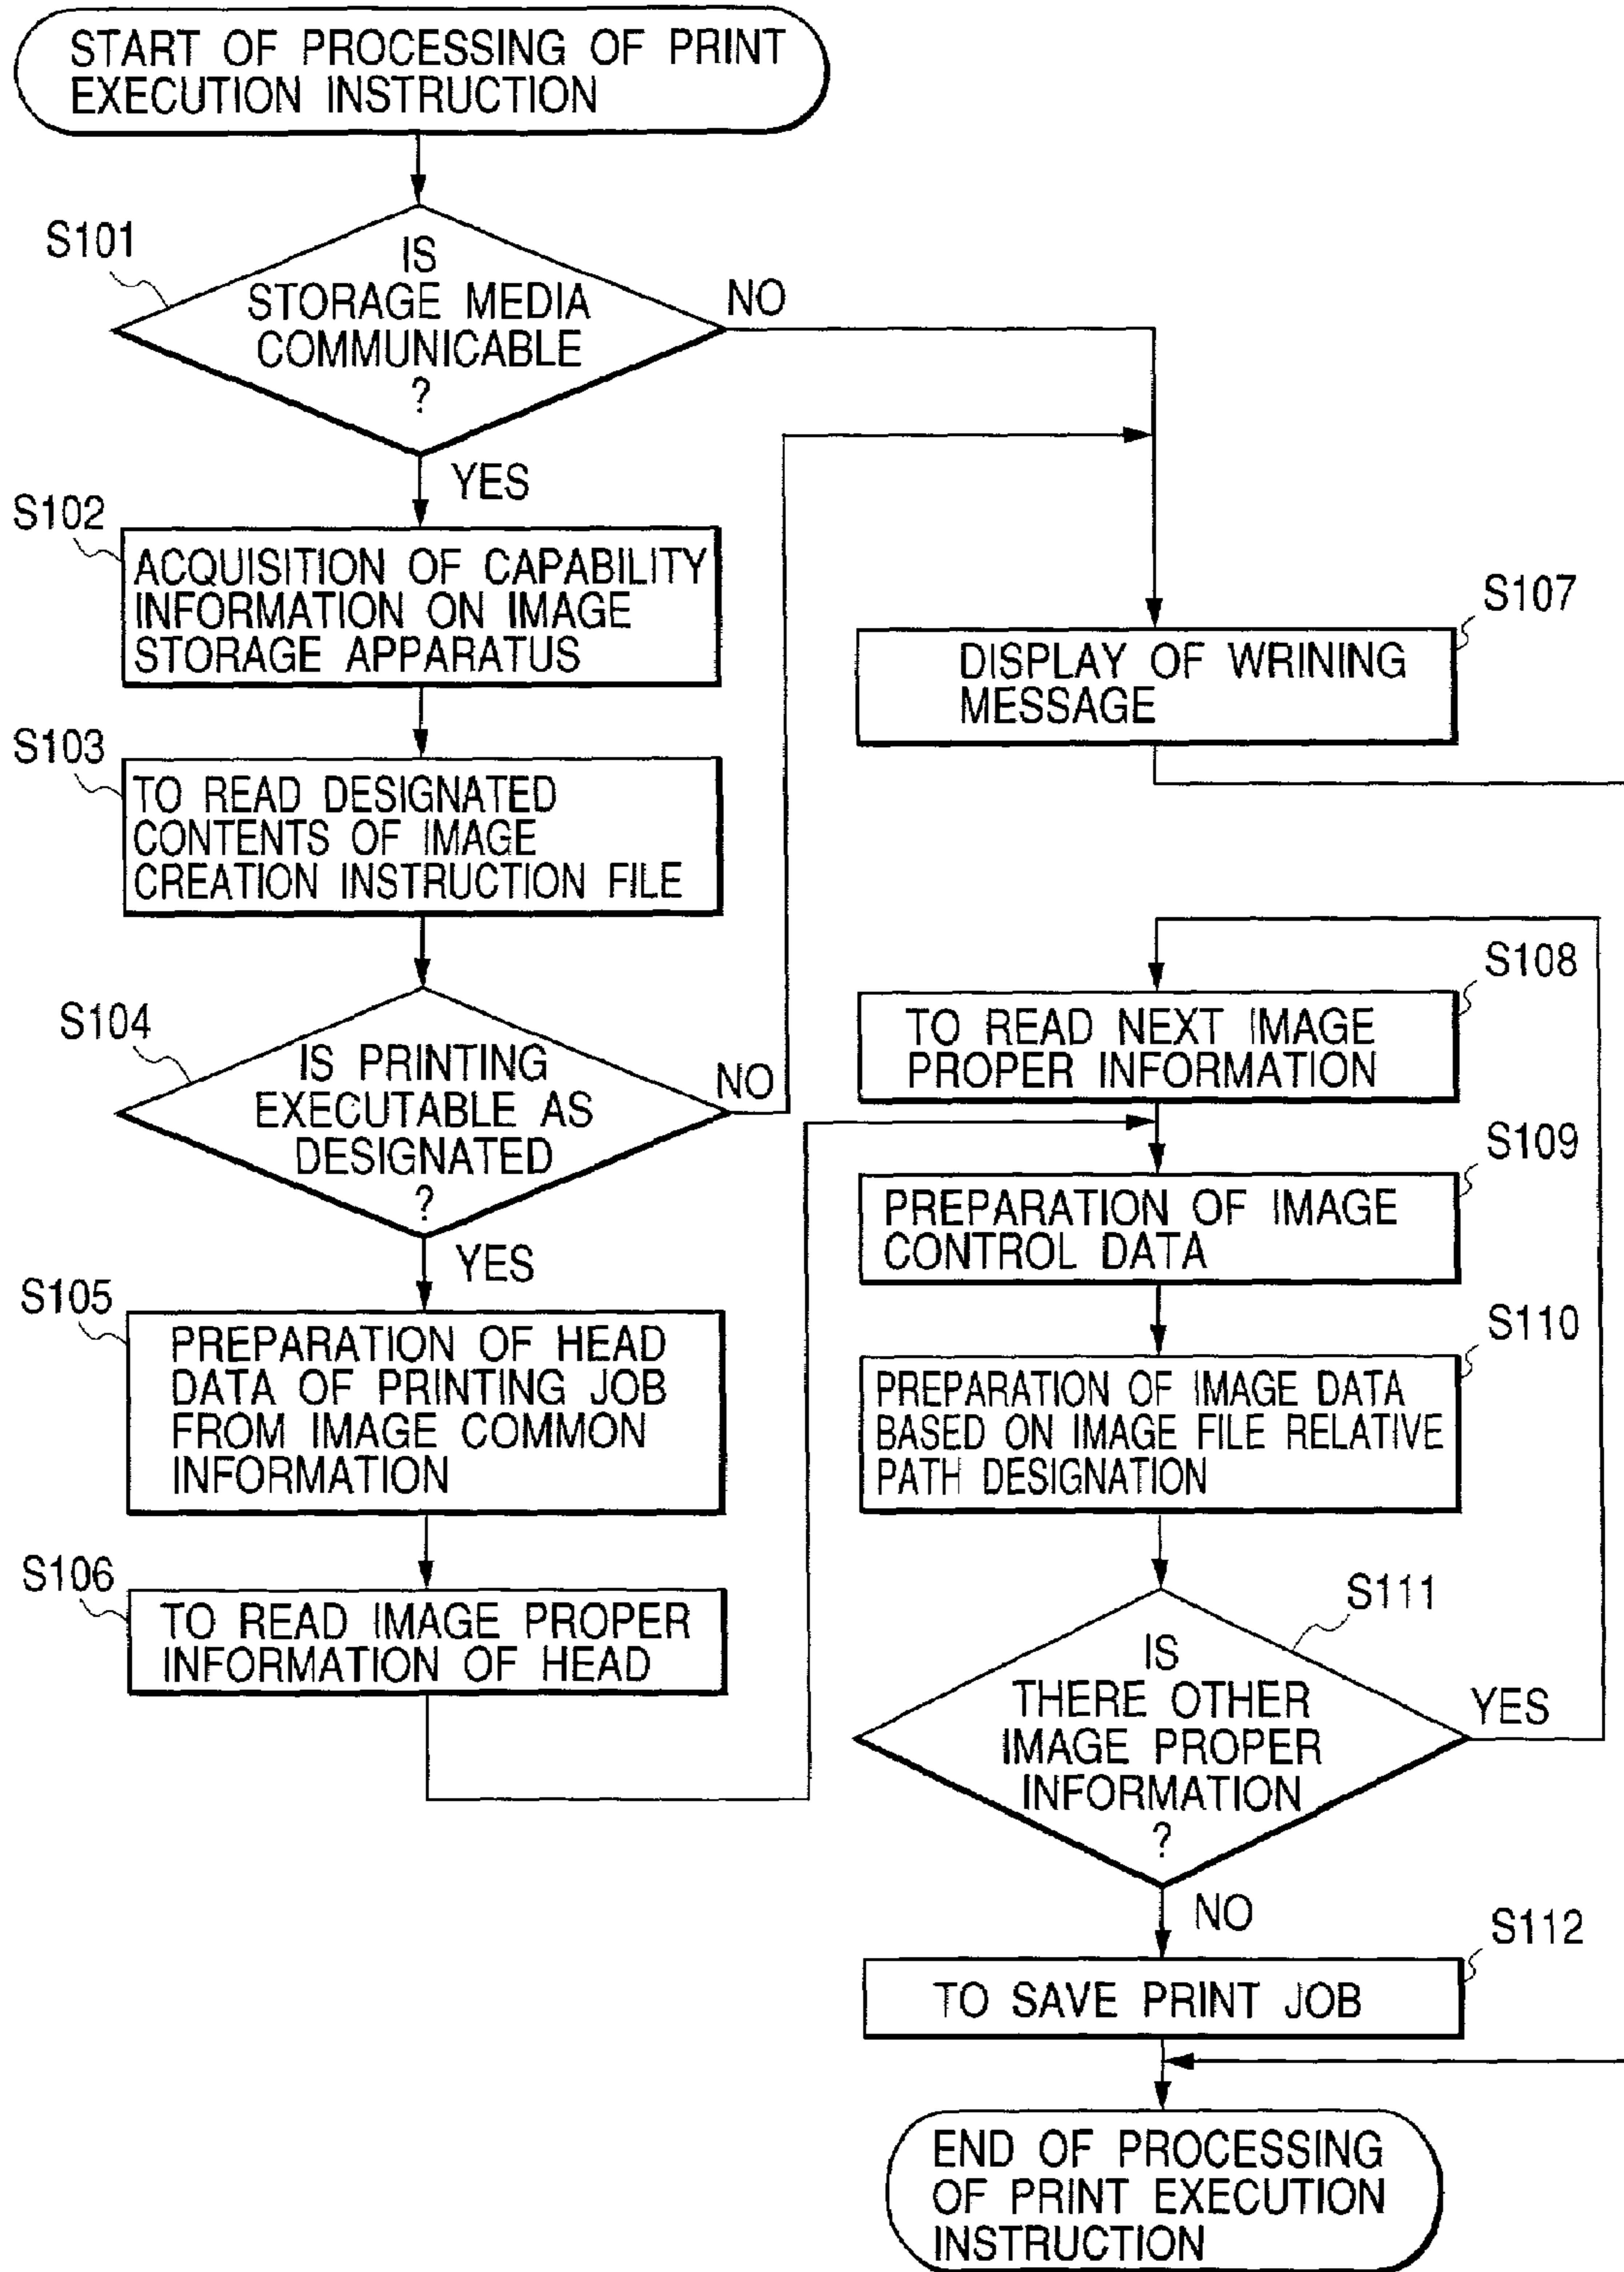 START OF PROCESSING OF PRINT
EXECUTION INSTRUCTION
S101
IS
STORAGE MEDIA
COMMUNICABLE
?
NO
YES
S102
ACQUISITION OF CAPABILITY
INFORMATION ON IMAGE
STORAGE APPARATUS
S103
TO READ DESIGNATED
CONTENTS OF IMAGE
CREATION INSTRUCTION FILE
S104
IS PRINTING
EXECUTABLE AS
DESIGNATED
?
NO
YES
S105
PREPARATION OF HEAD
DATA OF PRINTING JOB
FROM IMAGE COMMON
INFORMATION
S106
TO READ IMAGE PROPER
INFORMATION OF HEAD
S107
DISPLAY OF WRINING
MESSAGE
S108
TO READ NEXT IMAGE
PROPER INFORMATION
S109
PREPARATION OF IMAGE
CONTROL DATA
S110
PREPARATION OF IMAGE DATA
BASED ON IMAGE FILE RELATIVE
PATH DESIGNATION
S111
IS
THERE OTHER
IMAGE PROPER
INFORMATION
?
YES
NO
S112
TO SAVE PRINT JOB
END OF PROCESSING
OF PRINT EXECUTION
INSTRUCTION